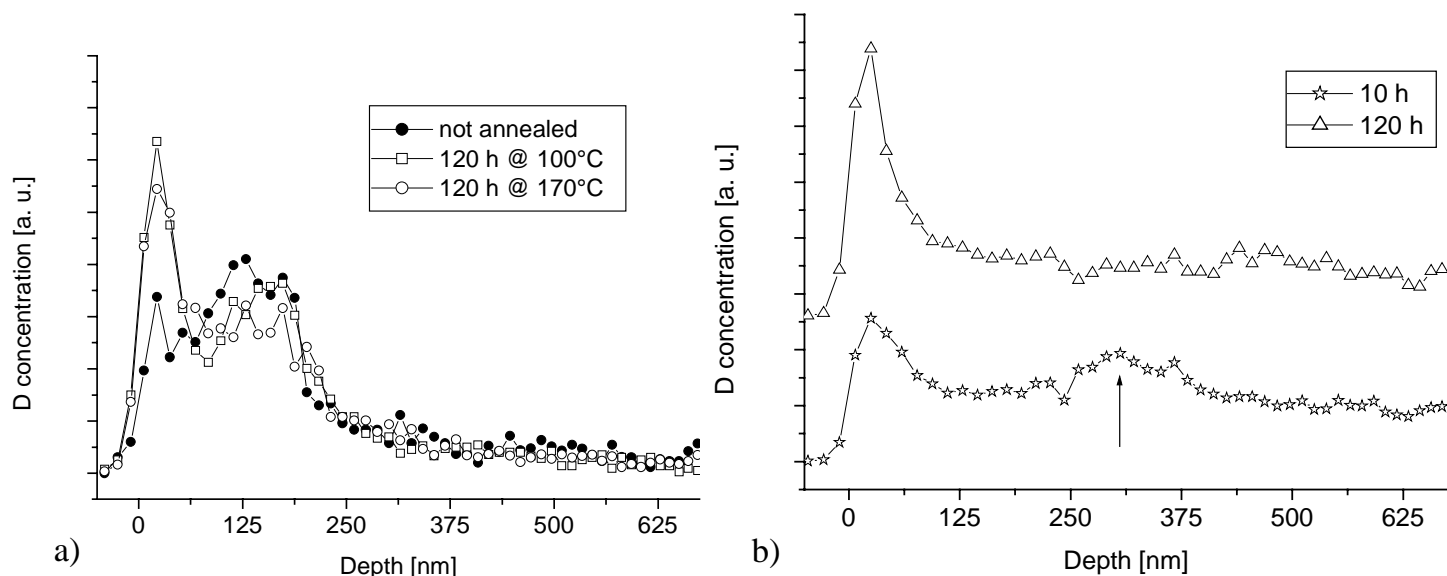 D concentration [a. u.]
not annealed
120 h @ 100°C
120 h @ 170°C
0 125 250 375 500 625
Depth [nm]
a)
D concentration [a. u.]
10 h
120 h
0 125 250 375 500 625
Depth [nm]
b)